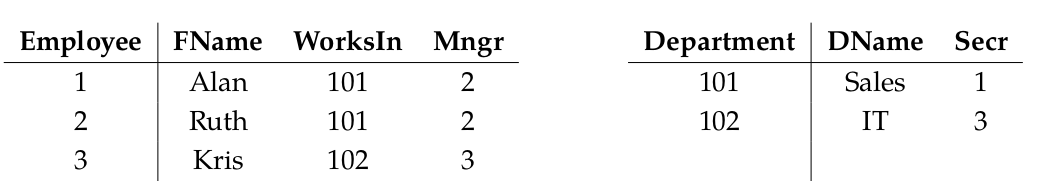 Employee FName WorksIn Mngr Department DName Secr
1 Alan 101 2 101 Sales 1
2 Ruth 101 2 102 IT 3
3 Kris 102 3